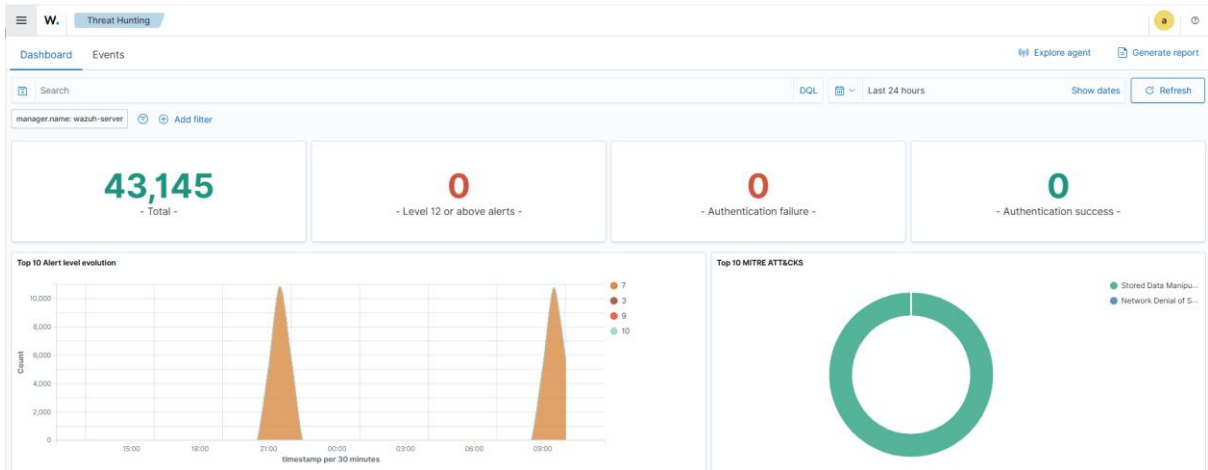 W. Threat Hunting a
Dashboard Events Explore agent Generate report
Search DQL Last 24 hours Show dates Refresh
manager.name: wazuh-server Add filter
43,145
- Total -
0
- Level 12 or above alerts -
0
- Authentication failure -
0
- Authentication success -
Top 10 Alert level evolution
Count
10,000
8,000
6,000
4,000
2,000
0
15:00 18:00 21:00 00:00 03:00 06:00 09:00
timestamp per 30 minutes
7
3
9
10
Top 10 MITRE ATT&CKS
Stored Data Manipu...
Network Denial of S...